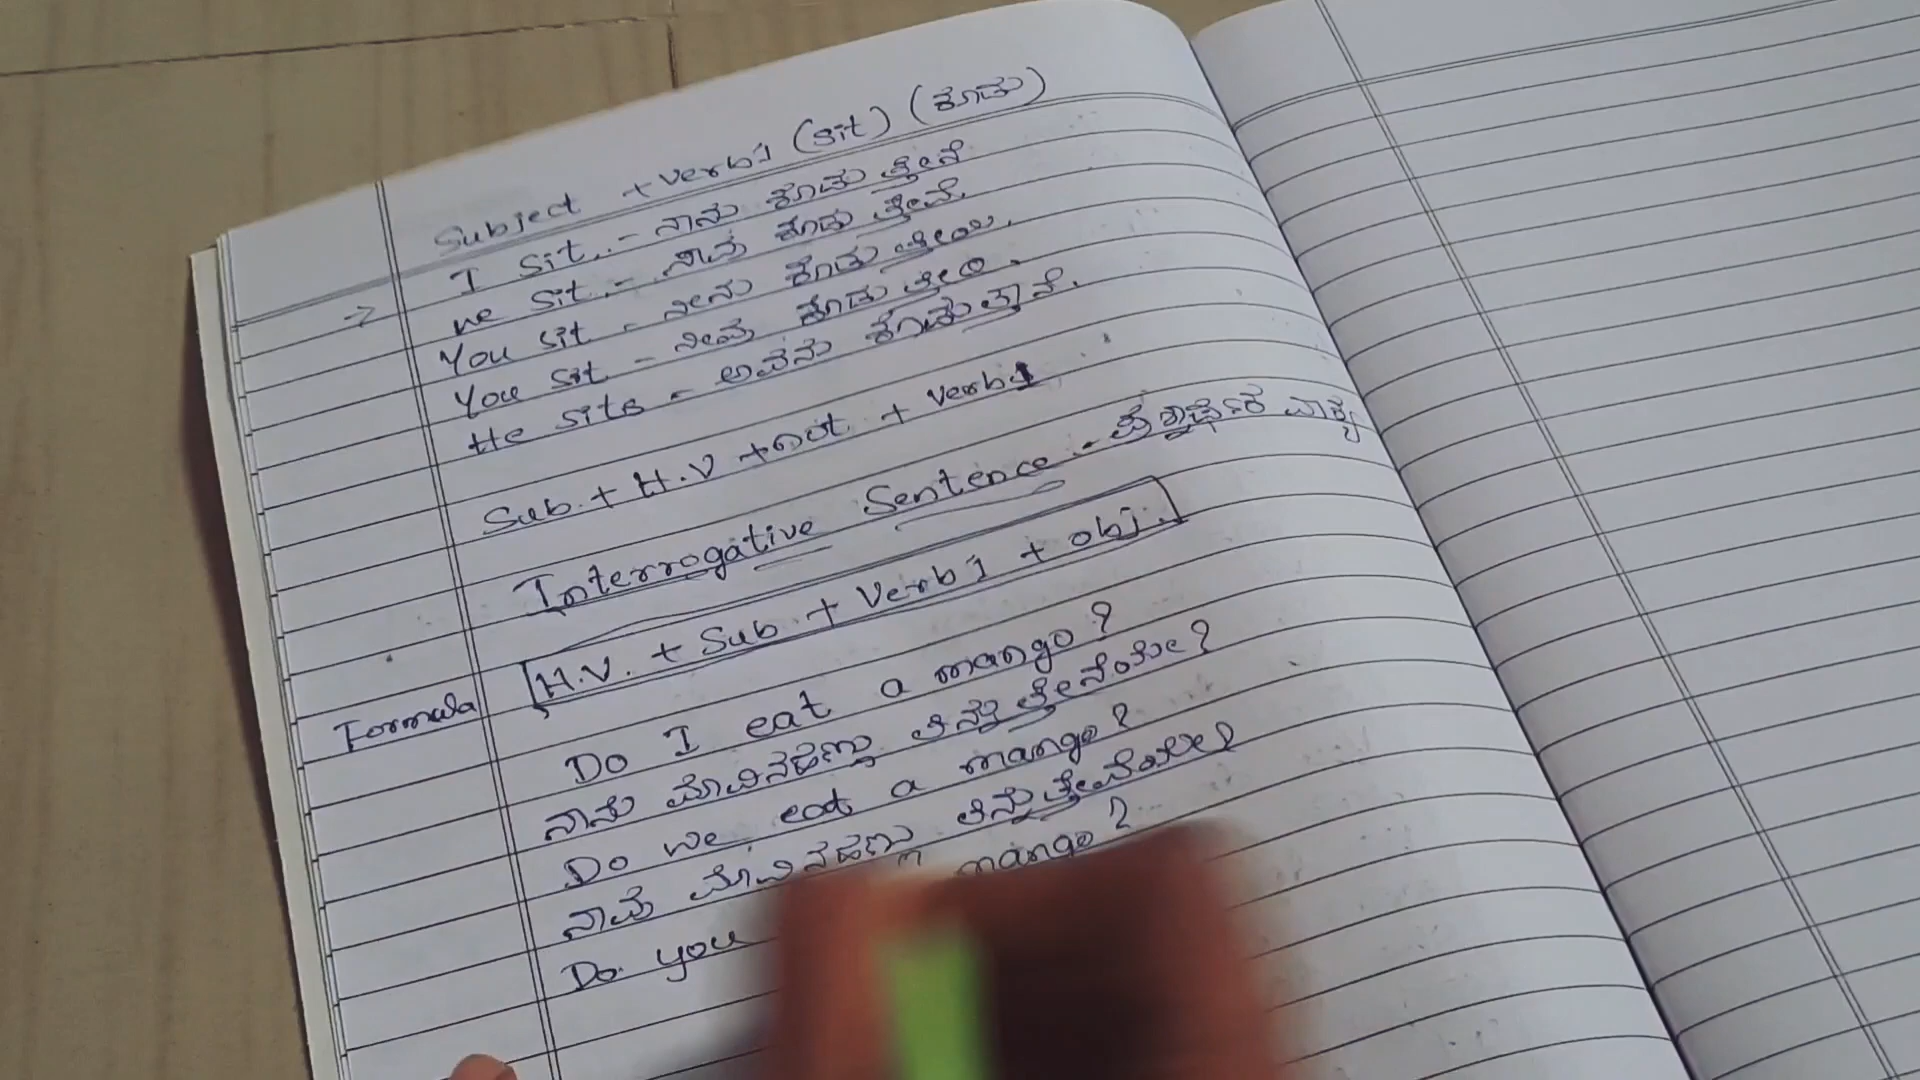 Subject + verb1 (sit) (ಕೂಡು)
I sit. - ನಾನು ಕೂಡುತ್ತೇನೆ
we sit. - ನಾವು ಕೂಡುತ್ತೇವೆ.
You sit - ನೀನು ಕೂಡುತ್ತೀಯ.
You sit - ನೀವು ಕೂಡುತ್ತೀರಿ.
He sits - ಅವನು ಕೂಡುತ್ತಾನೆ.
Sub. + H.V + not + verb1
Interrogative Sentence - ಪ್ರಶ್ನಾರ್ಥಕ ವಾಕ್ಯ
Formula H.V. + Sub + Verb1 + obj.
Do I eat a mango?
ನಾನು ಮಾವಿನಹಣ್ಣು ತಿನ್ನುತ್ತೇನೆಯೇ?
Do we eat a mango?
ನಾವು ಮಾವಿನಹಣ್ಣು ತಿನ್ನುತ್ತೇವೆಯೇ?
Do you mango?